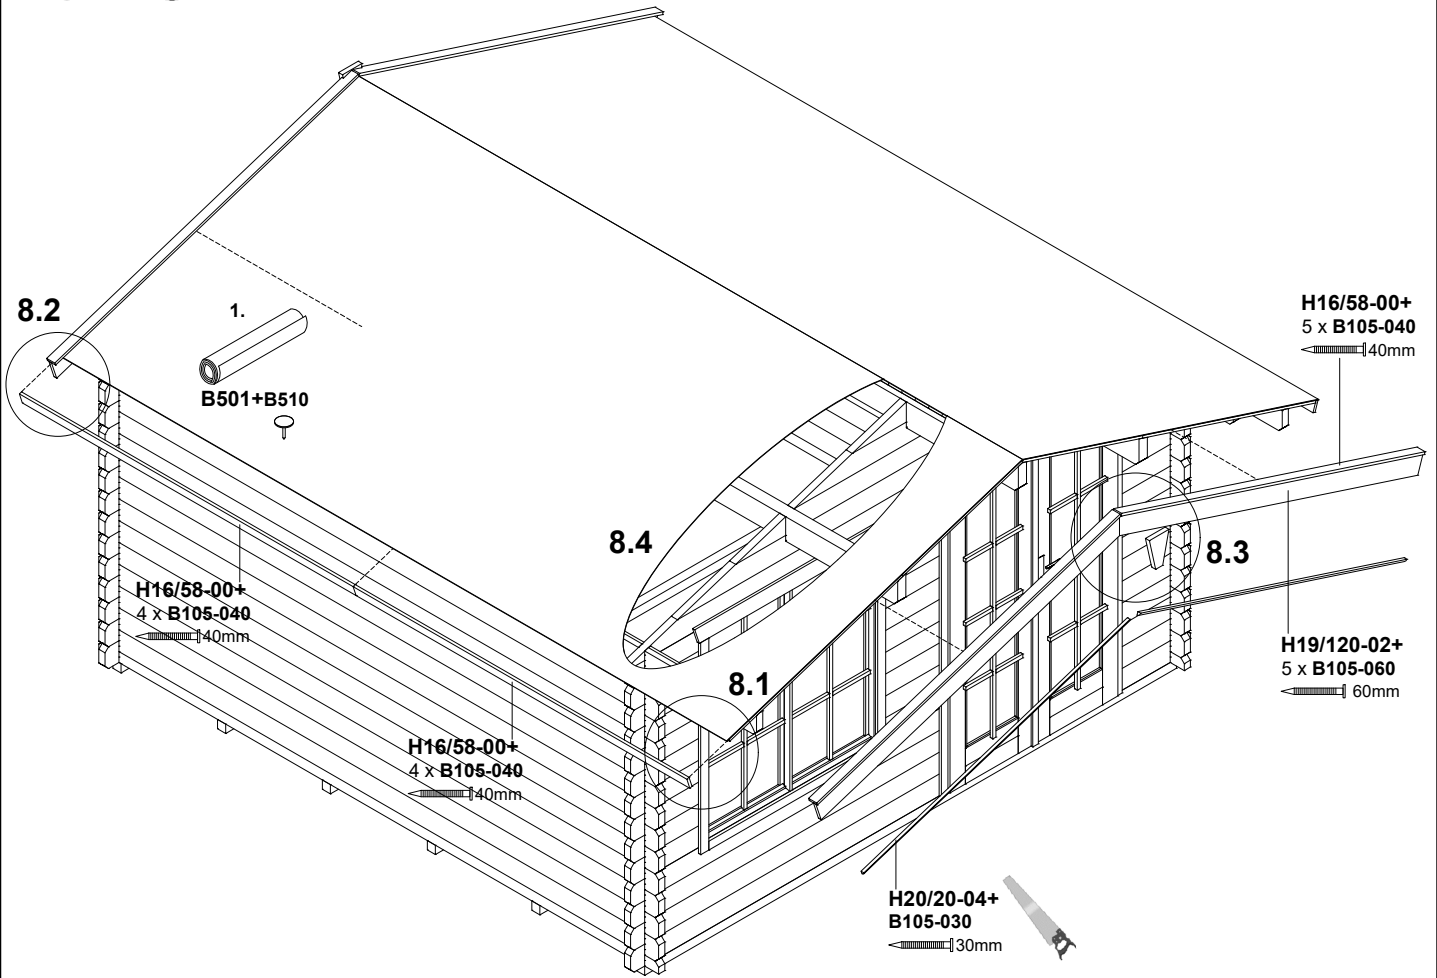 8.2
1.
B501+B510
H16/58-00+
5 x B105-040
40mm
8.4
8.3
H16/58-00+
4 x B105-040
40mm
H19/120-02+
5 x B105-060
60mm
8.1
H16/58-00+
4 x B105-040
40mm
H20/20-04+
B105-030
30mm